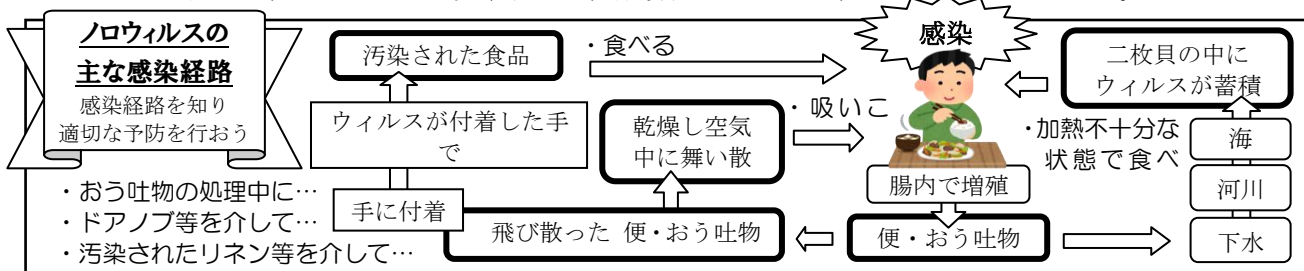 ノロウィルスの
主な感染経路
感染経路を知り
適切な予防を行おう
汚染された食品
・食べる
感染
二枚貝の中に
ウィルスが蓄積
ウィルスが付着した手
で
乾燥し空気
中に舞い散
・吸いこ
・加熱不十分な
状態で食べ
海
河川
下水
腸内で増殖
・おう吐物の処理中に…
・ドアノブ等を介して…
・汚染されたリネン等を介して…
手に付着
飛び散った 便・おう吐物
便・おう吐物